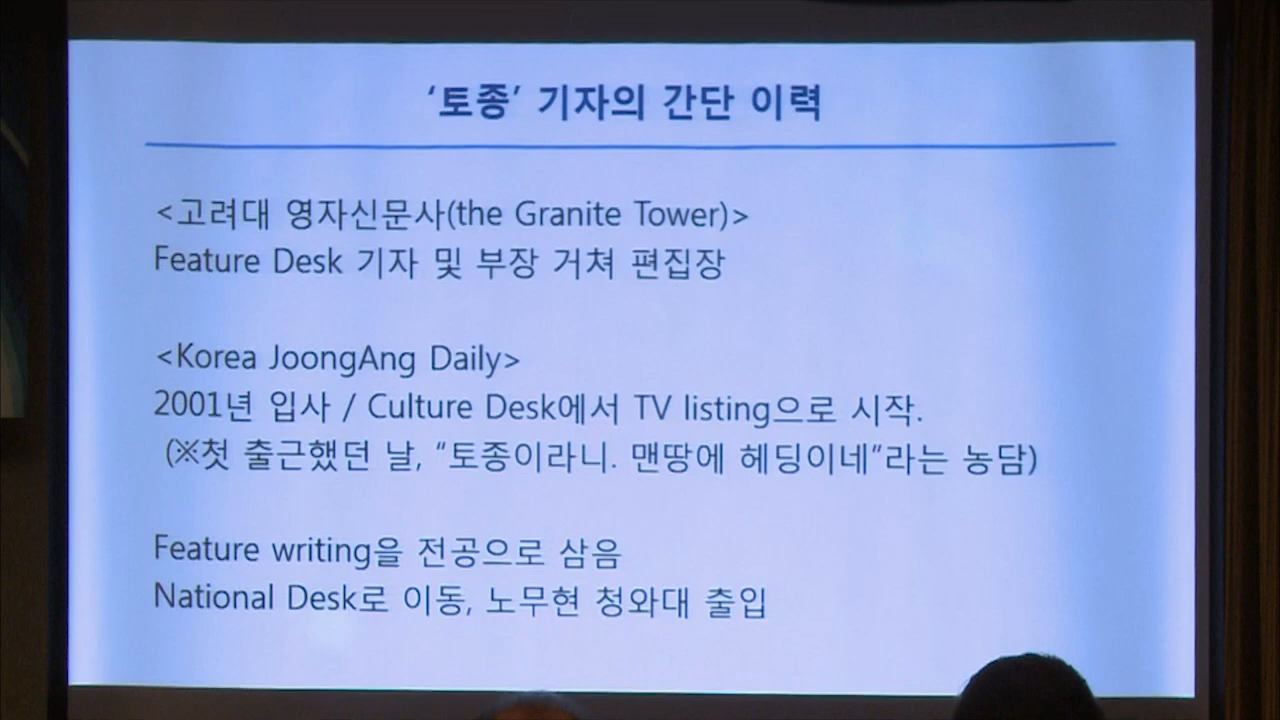 ‘토종’ 기자의 간단 이력
<고려대 영자신문사(the Granite Tower)>
Feature Desk 기자 및 부장 거쳐 편집장
<Korea JoongAng Daily>
2001년 입사 / Culture Desk에서 TV listing으로 시작.
(※첫 출근했던 날, “토종이라니. 맨땅에 헤딩이네”라는 농담)
Feature writing을 전공으로 삼음
National Desk로 이동, 노무현 청와대 출입